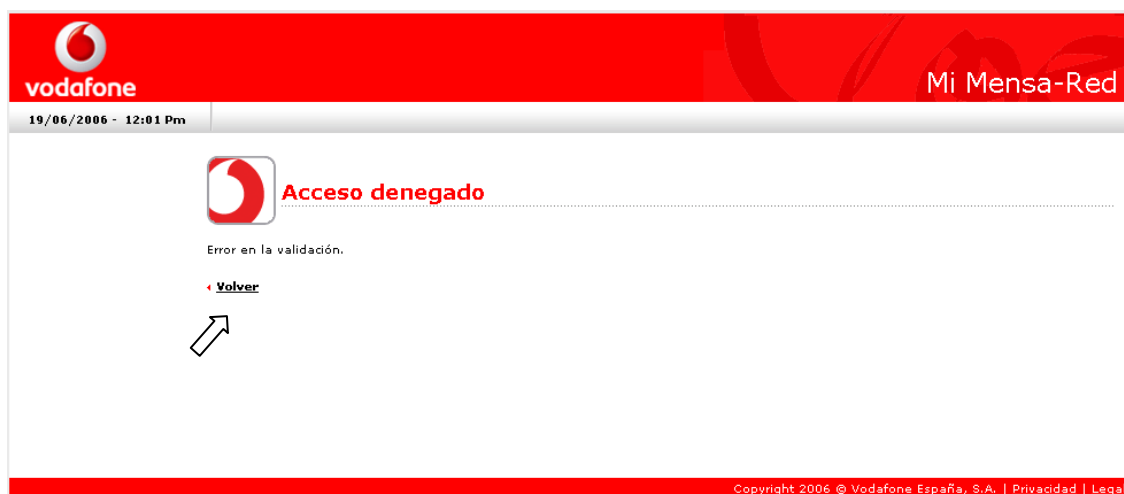 vodafone
Mi Mensa-Red
19/06/2006 - 12:01 Pm
Acceso denegado
Error en la validación.
Volver
Copyright 2006 © Vodafone España, S.A. | Privacidad | Lega